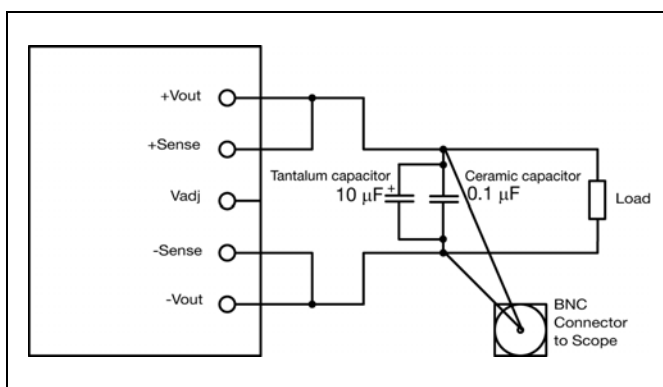 +Vout
+Sense
Vadj
-Sense
-Vout
Tantalum capacitor
10 µF
+
Ceramic capacitor
0.1 µF
Load
BNC
Connector
to Scope